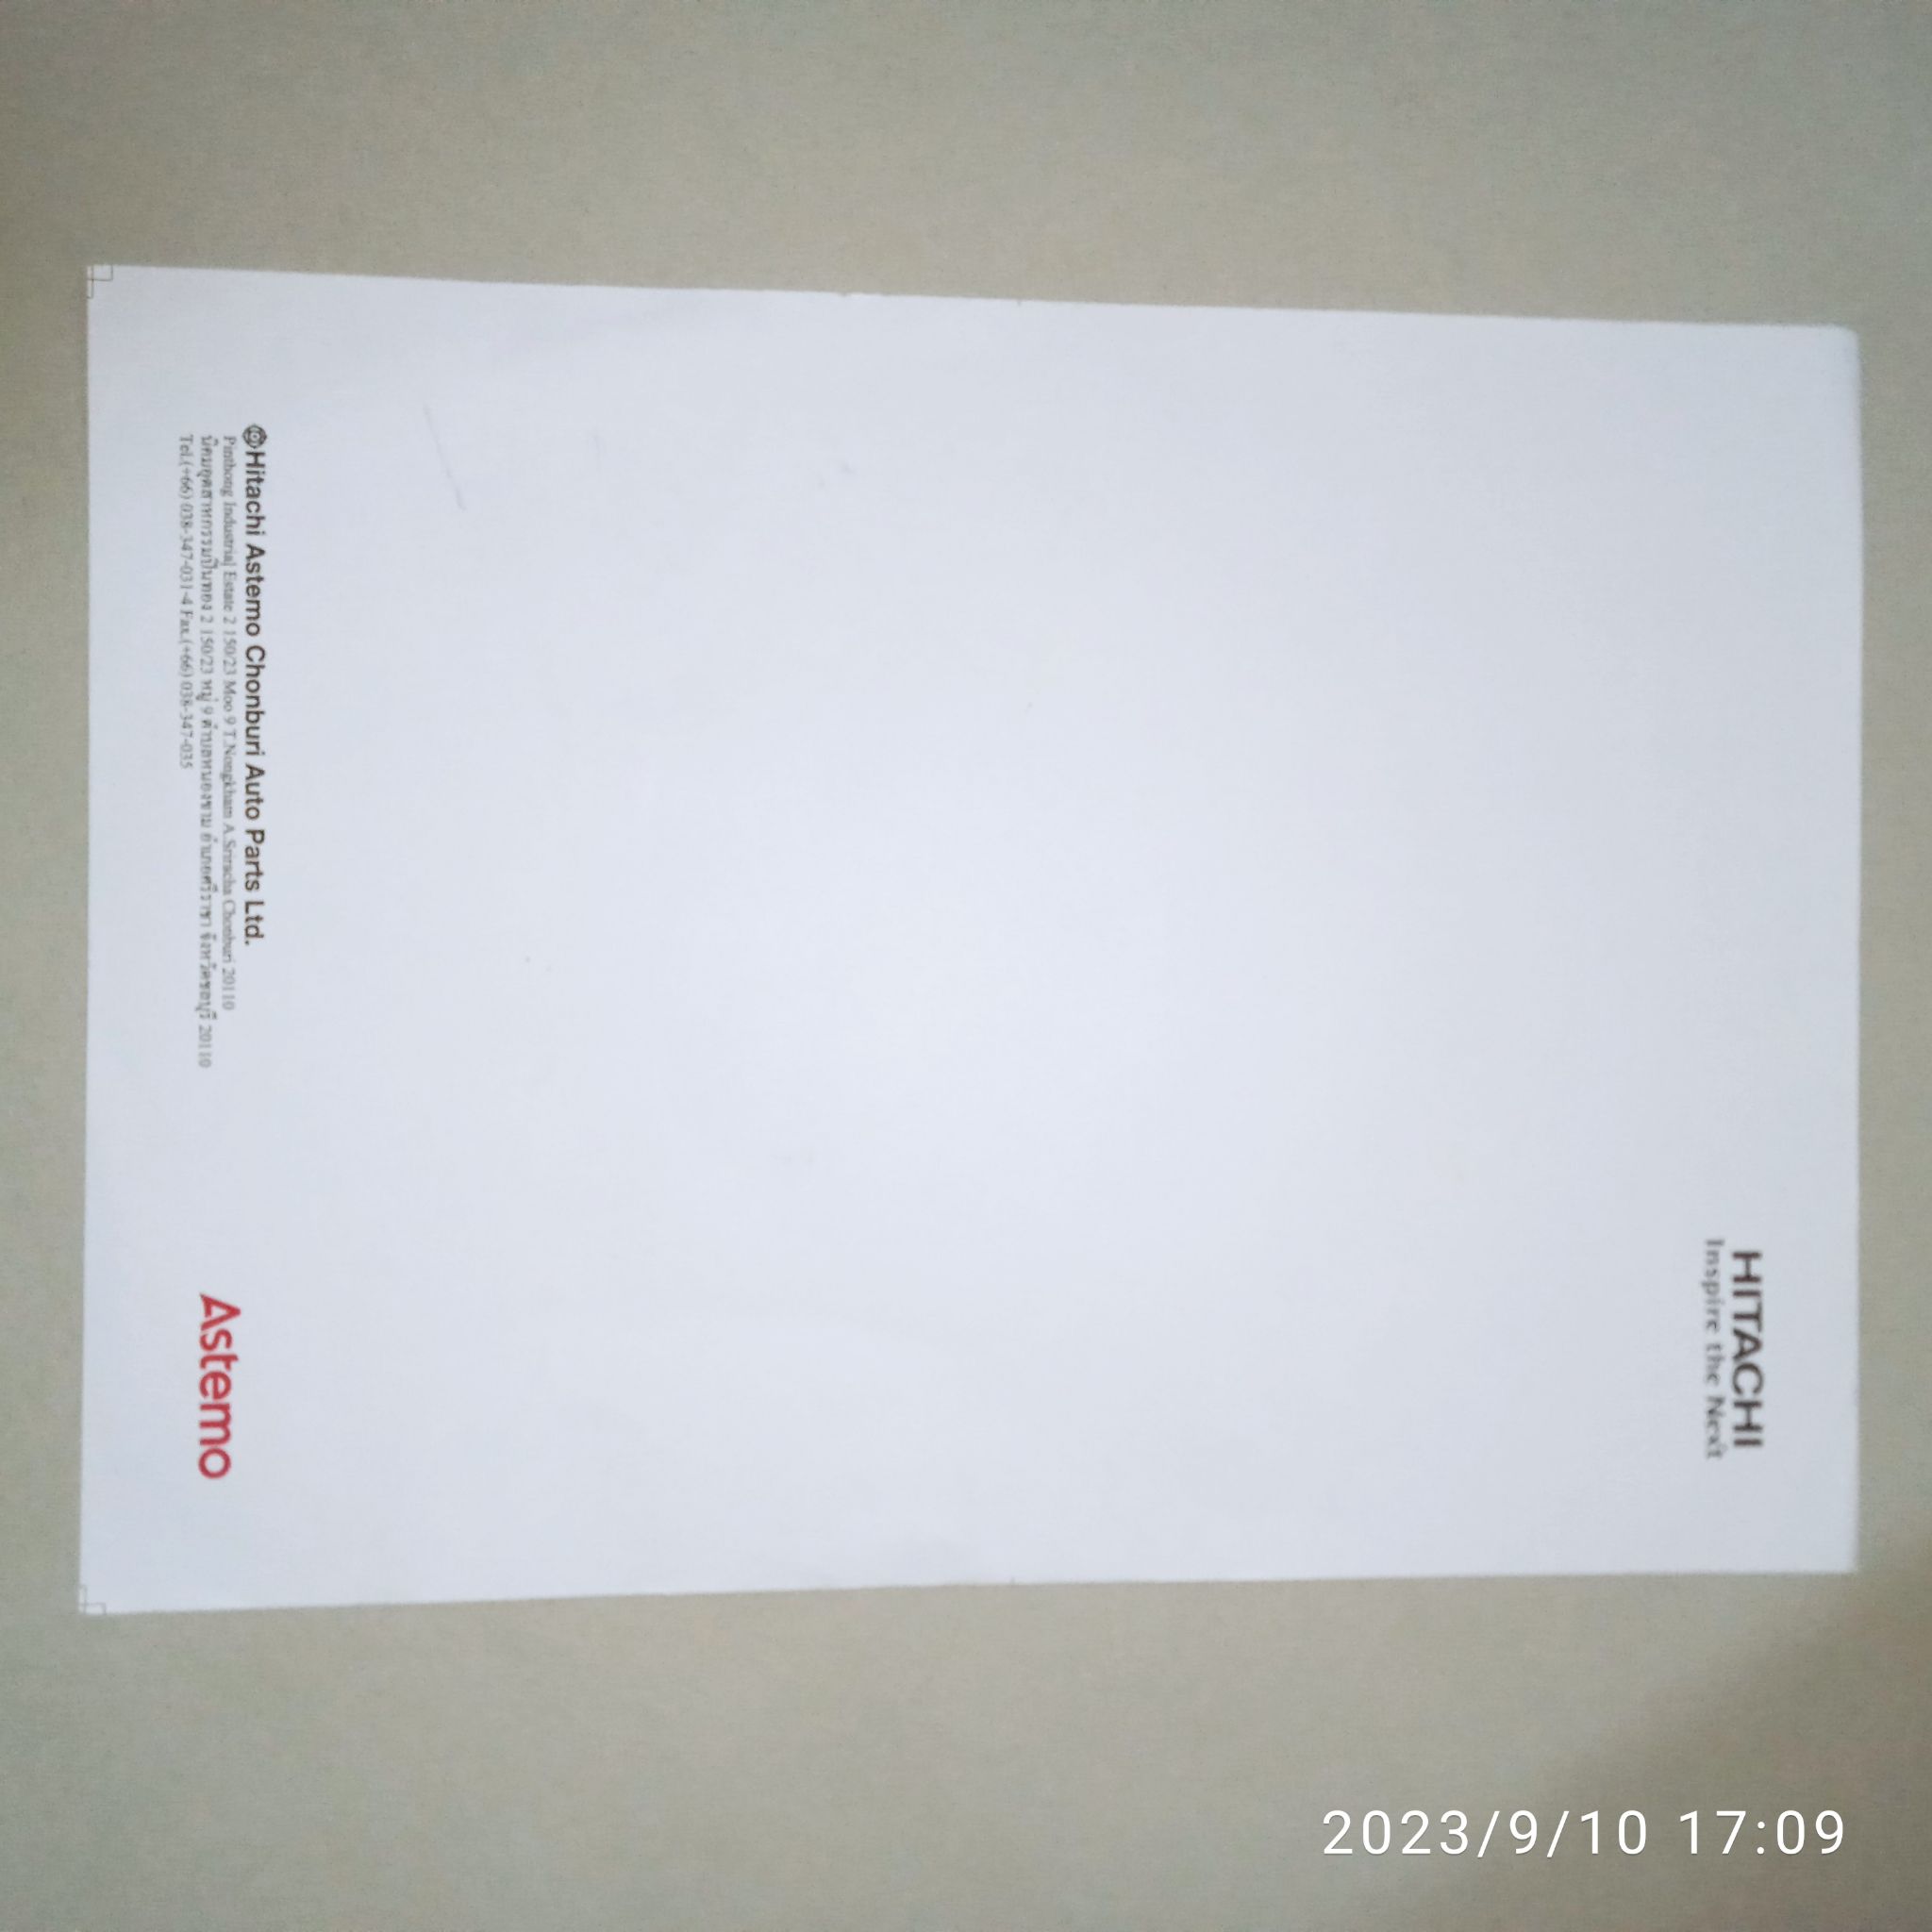 HITACHI
Inspire the Next
Hitachi Astemo Chonburi Auto Parts Ltd.
Pinthong Industrial Estate 2 150/23 Moo 9 T.Nongkham A.Sriracha Chonburi 20110
นิคมอุตสาหกรรมปิ่นทอง 2 150/23 หมู่ 9 ตำบลหนองขาม อำเภอศรีราชา จังหวัดชลบุรี 20110
Tel.(+66) 038-347-031-4 Fax.(+66) 038-347-035
Astemo
2023/9/10 17:09